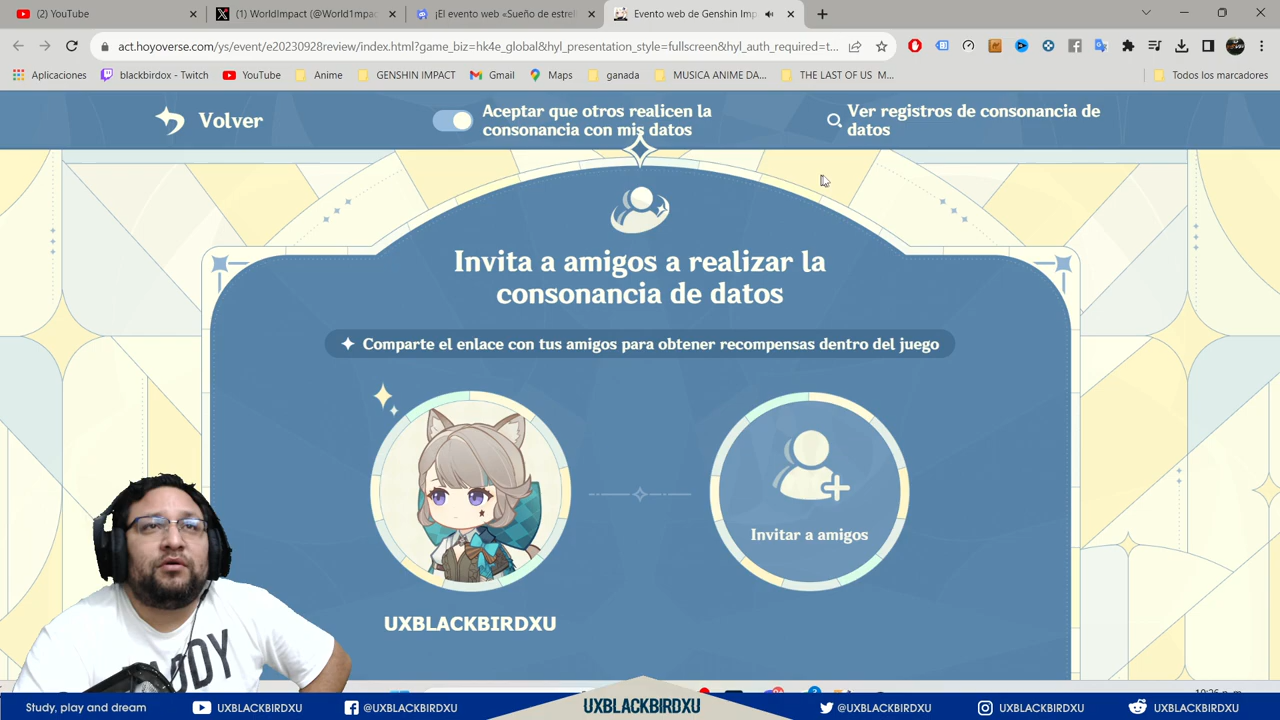 (2) YouTube
(1) WorldImpact (@World1mpac
¡El evento web «Sueño de estrel
Evento web de Genshin Imp
act.hoyoverse.com/ys/event/e20230928review/index.html?game_biz=hk4e_global&hyl_presentation_style=fullscreen&hyl_auth_required=t...
Aplicaciones
blackbirdox - Twitch
YouTube
Anime
GENSHIN IMPACT
Gmail
Maps
ganada
MUSICA ANIME DA...
THE LAST OF US M...
Todos los marcadores
Volver
Aceptar que otros realicen la
consonancia con mis datos
Ver registros de consonancia de
datos
Invita a amigos a realizar la
consonancia de datos
Comparte el enlace con tus amigos para obtener recompensas dentro del juego
Invitar a amigos
UXBLACKBIRDXU
Study, play and dream
UXBLACKBIRDXU
@UXBLACKBIRDXU
UXBLACKBIRDXU
@UXBLACKBIRDXU
UXBLACKBIRDXU
UXBLACKBIRDXU